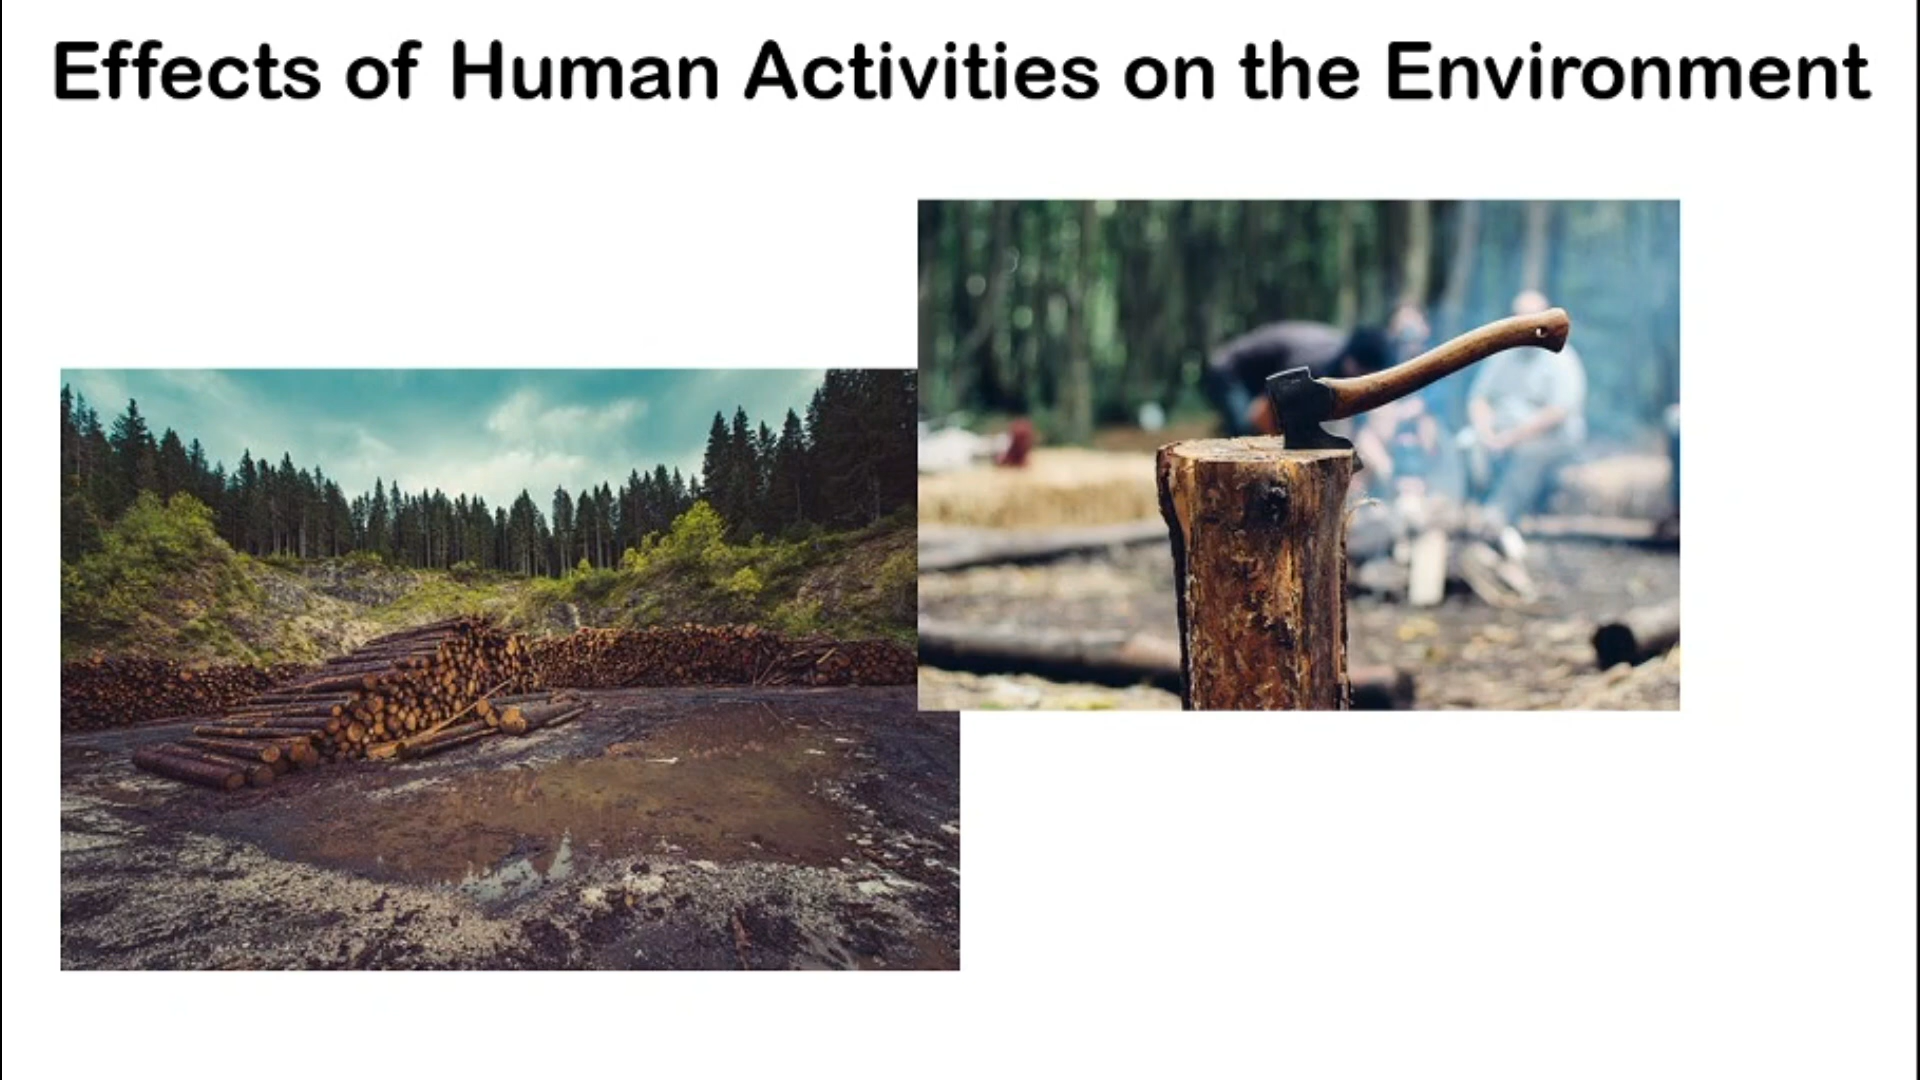 Effects of Human Activities on the Environment